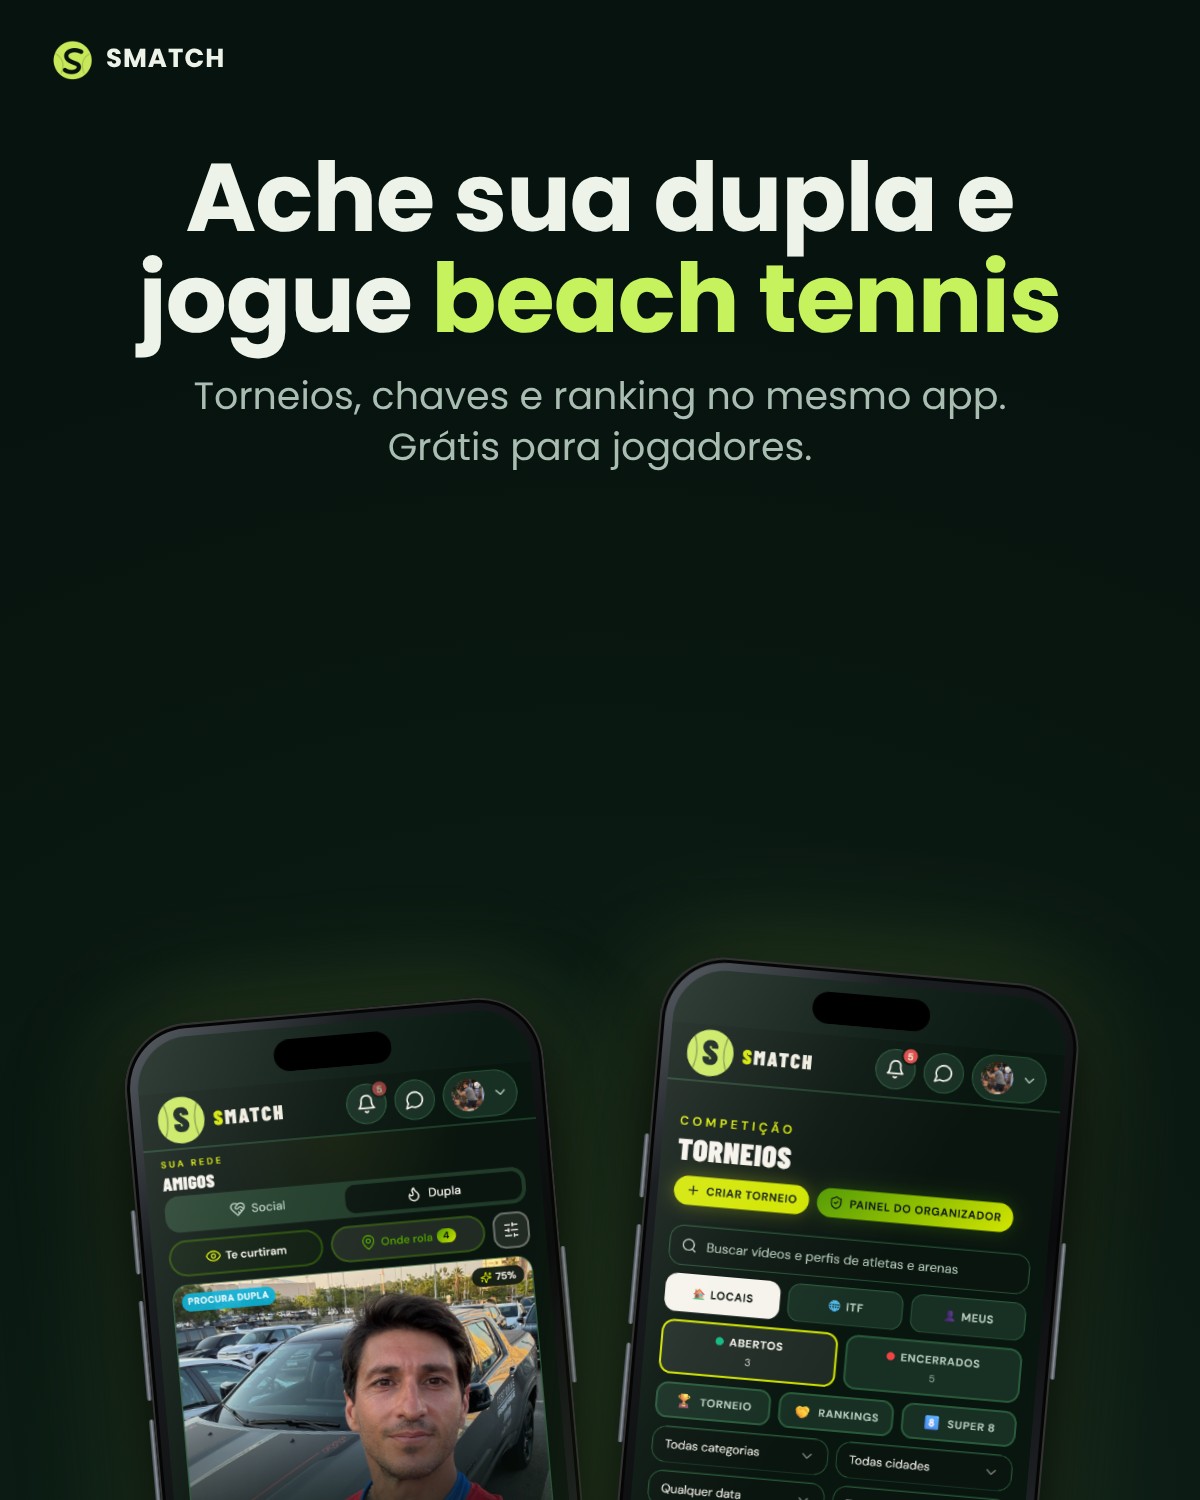 SMATCH
Ache sua dupla e
jogue beach tennis
Torneios, chaves e ranking no mesmo app.
Grátis para jogadores.
SMATCH
5
SUA REDE
AMIGOS
Social
Dupla
Te curtiram
Onde rola 4
PROCURA DUPLA
75%
SMATCH
5
COMPETIÇÃO
TORNEIOS
+ CRIAR TORNEIO
PAINEL DO ORGANIZADOR
Buscar vídeos e perfis de atletas e arenas
LOCAIS
ITF
MEUS
ABERTOS
3
ENCERRADOS
5
TORNEIO
RANKINGS
8 SUPER 8
Todas categorias
Todas cidades
Qualquer data